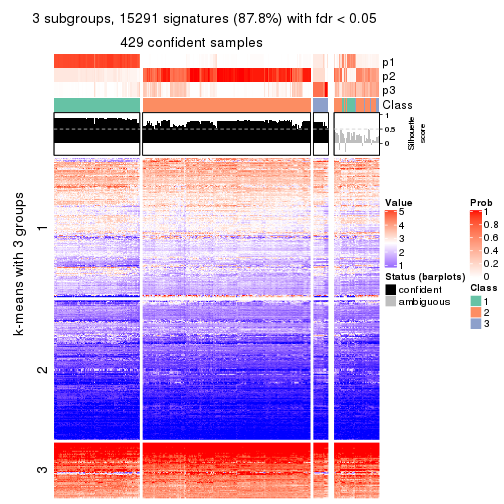 3 subgroups, 15291 signatures (87.8%) with fdr < 0.05
429 confident samples
p1
p2
p3
Class
1
0.5
0
Silhouette
score
k-means with 3 groups
1
2
3
Value
5
4
3
2
1
Status (barplots)
confident
ambiguous
Prob
1
0.8
0.6
0.4
0.2
0
Class
1
2
3